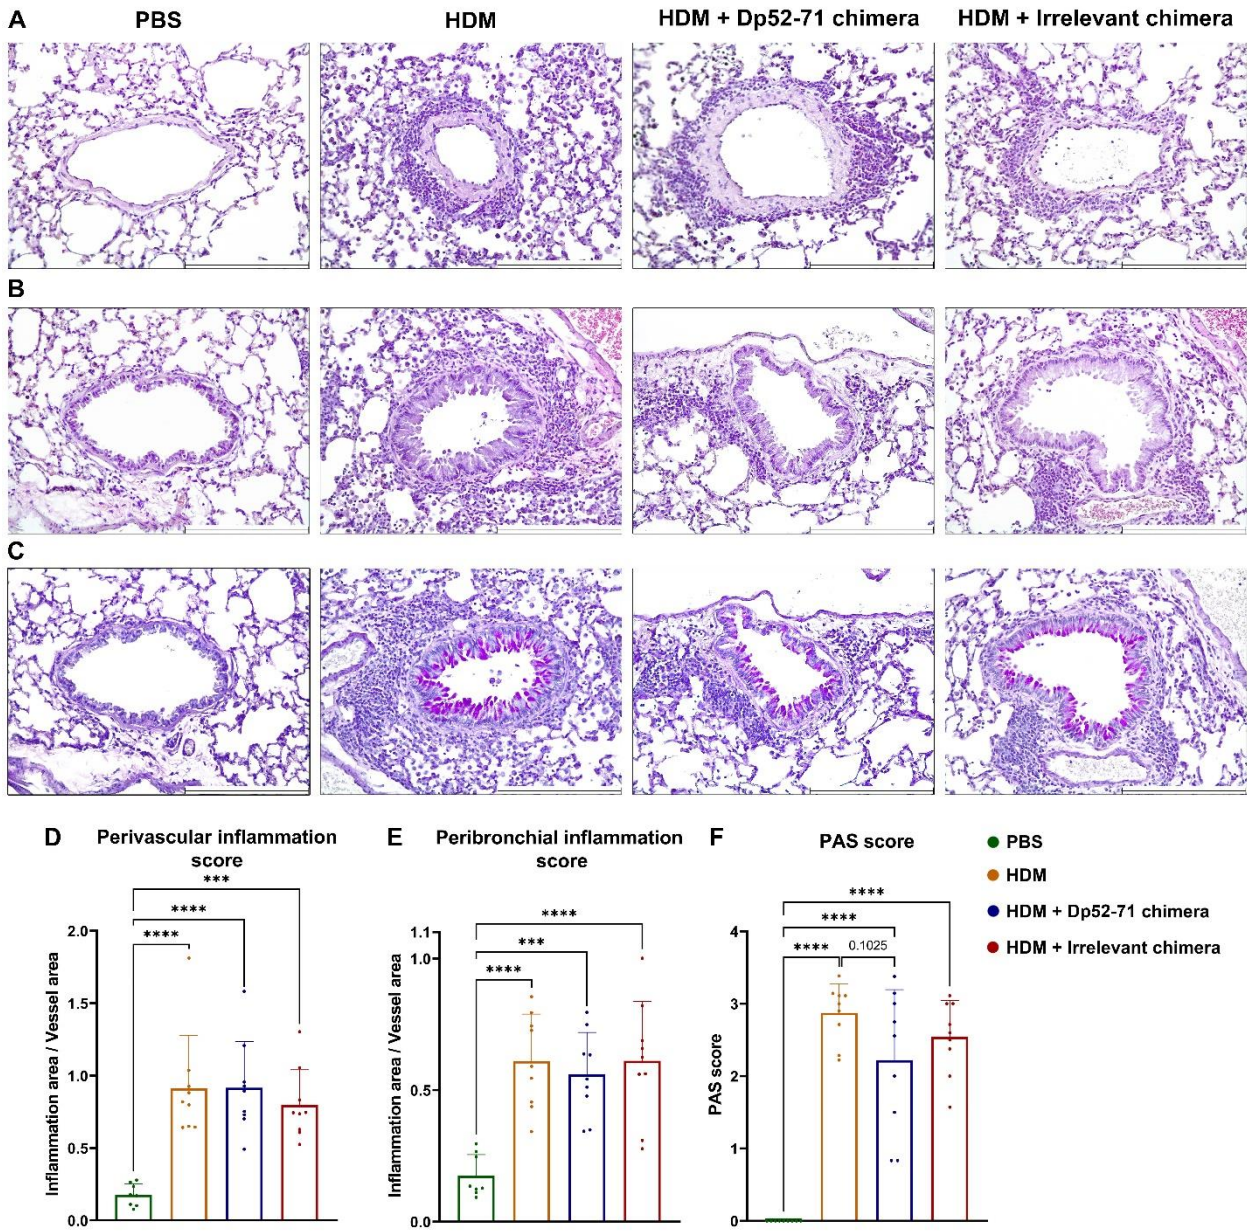 A
PBS
HDM
HDM + Dp52-71 chimera
HDM + Irrelevant chimera
B
C
D
Perivascular inflammation
score
***
****
****
Inflammation area / Vessel area
2.0
1.5
1.0
0.5
0.0
E
Peribronchial inflammation
score
****
***
****
Inflammation area / Vessel area
1.0
0.5
0.0
F
PAS score
****
****
****
0.1025
PAS score
4
3
2
1
0
PBS
HDM
HDM + Dp52-71 chimera
HDM + Irrelevant chimera